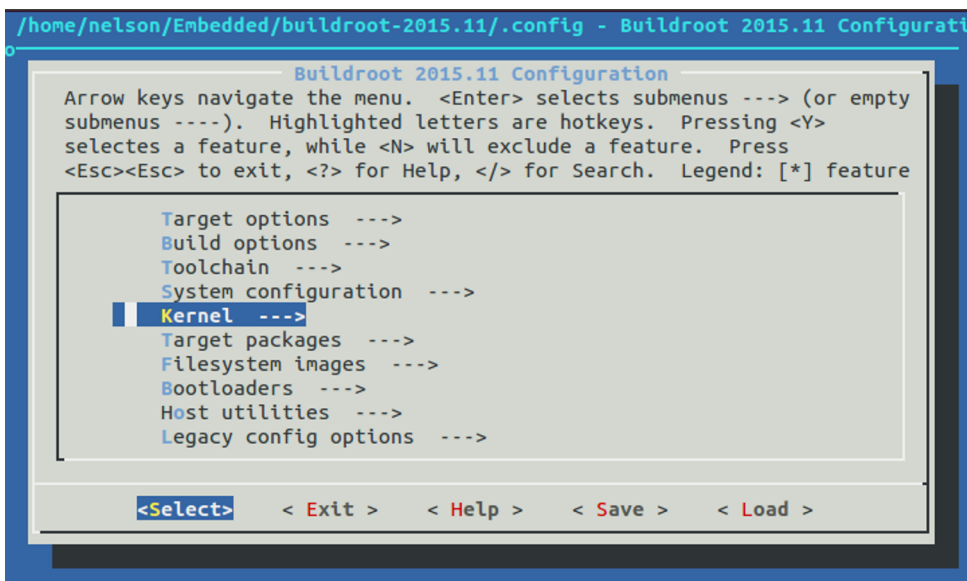 /home/nelson/Embedded/buildroot-2015.11/.config - Buildroot 2015.11 Configurati
o
Buildroot 2015.11 Configuration
Arrow keys navigate the menu.  <Enter> selects submenus ---> (or empty
submenus ----).  Highlighted letters are hotkeys.  Pressing <Y>
selectes a feature, while <N> will exclude a feature.  Press
<Esc><Esc> to exit, <?> for Help, </> for Search.  Legend: [*] feature
Target options  --->
Build options  --->
Toolchain  --->
System configuration  --->
Kernel  --->
Target packages  --->
Filesystem images  --->
Bootloaders  --->
Host utilities  --->
Legacy config options  --->
<Select>    < Exit >    < Help >    < Save >    < Load >